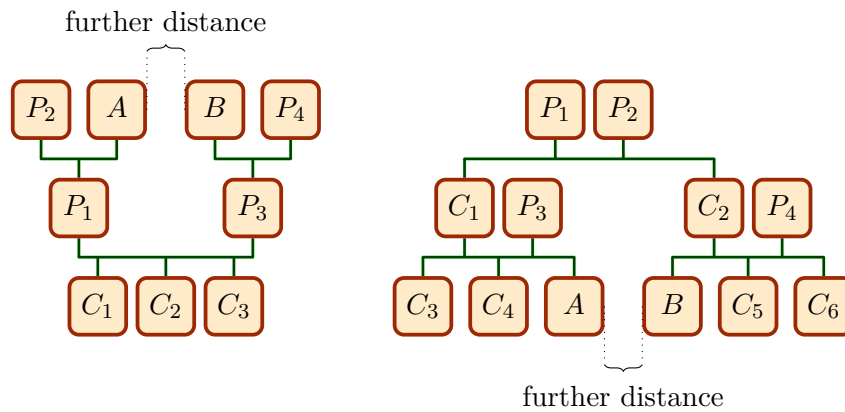 further distance
P₂ A B P₄ P₁ P₂
P₁ P₃ C₁ P₃ C₂ P₄
C₁ C₂ C₃ C₃ C₄ A B C₅ C₆
further distance